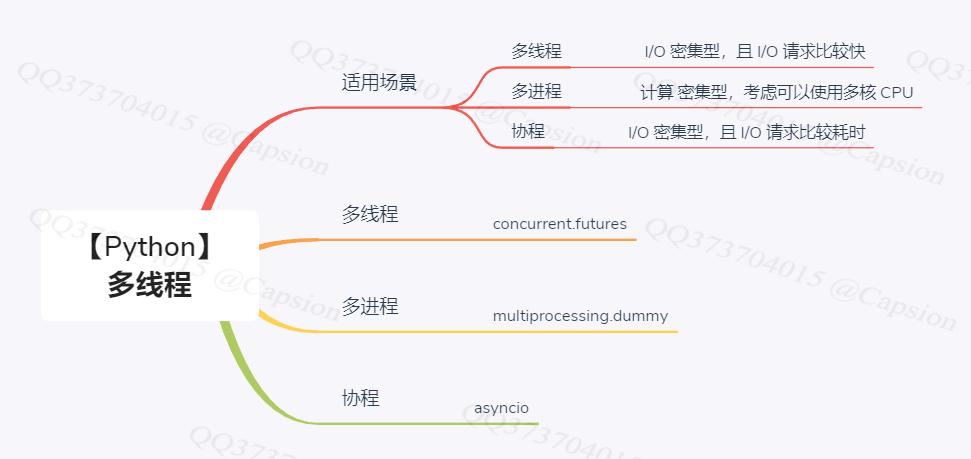 QQ373704015 @Capsion
QQ373704015 @Capsion
QQ373704015 @Capsion
QQ
适用场景
多线程
I/O 密集型，且 I/O 请求比较快
多进程
计算 密集型，考虑可以使用多核 CPU
协程
I/O 密集型，且 I/O 请求比较耗时
【Python】
多线程
多线程
concurrent.futures
多进程
multiprocessing.dummy
协程
asyncio
QQ373704015 @Capsion
QQ373704015 @Capsion
QQ3737040
QQ373704015